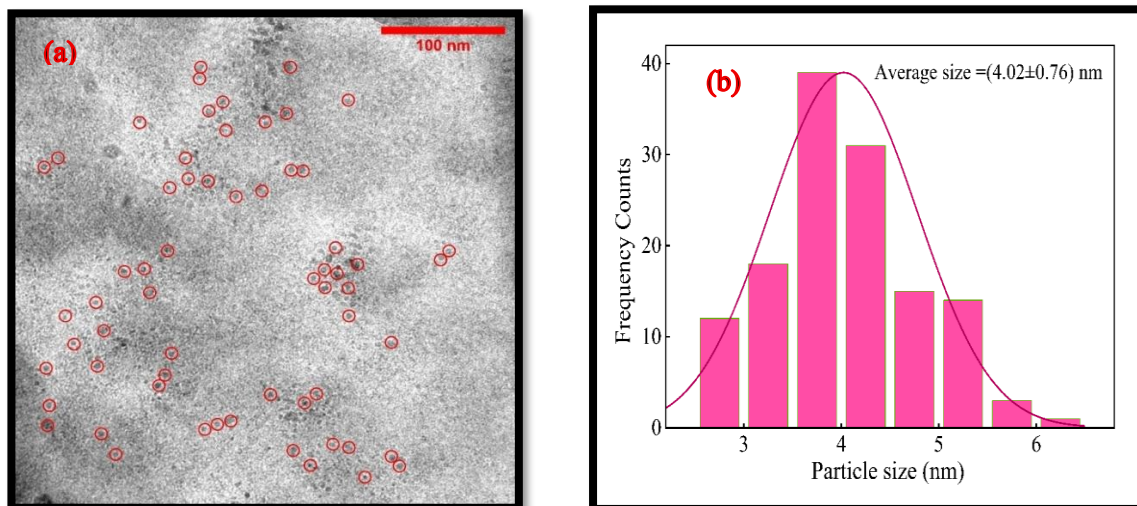 (a)
100 nm
(b)
Average size =(4.02±0.76) nm
Frequency Counts
40
30
20
10
0
3 4 5 6
Particle size (nm)